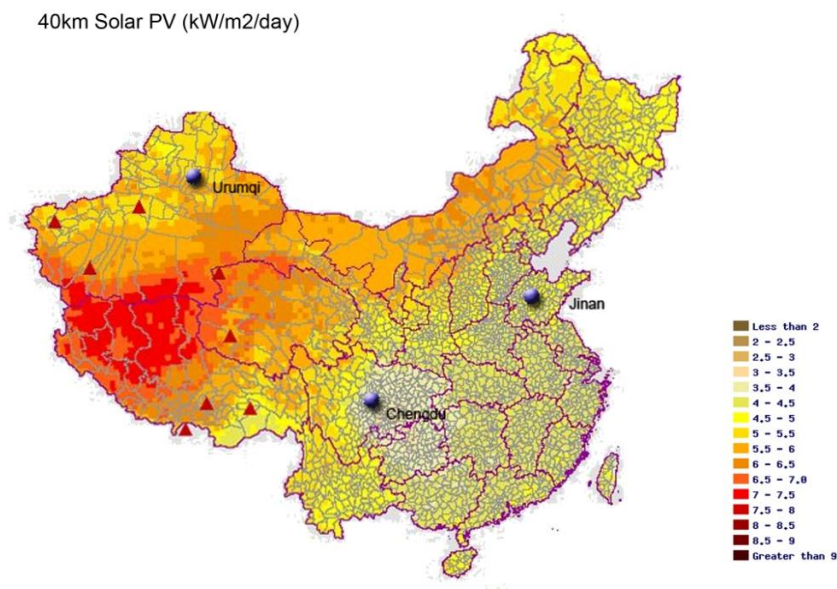 40km Solar PV (kW/m2/day)
Urumqi
Jinan
Chengdu
Less than 2
2 - 2.5
2.5 - 3
3 - 3.5
3.5 - 4
4 - 4.5
4.5 - 5
5 - 5.5
5.5 - 6
6 - 6.5
6.5 - 7.0
7 - 7.5
7.5 - 8
8 - 8.5
8.5 - 9
Greater than 9